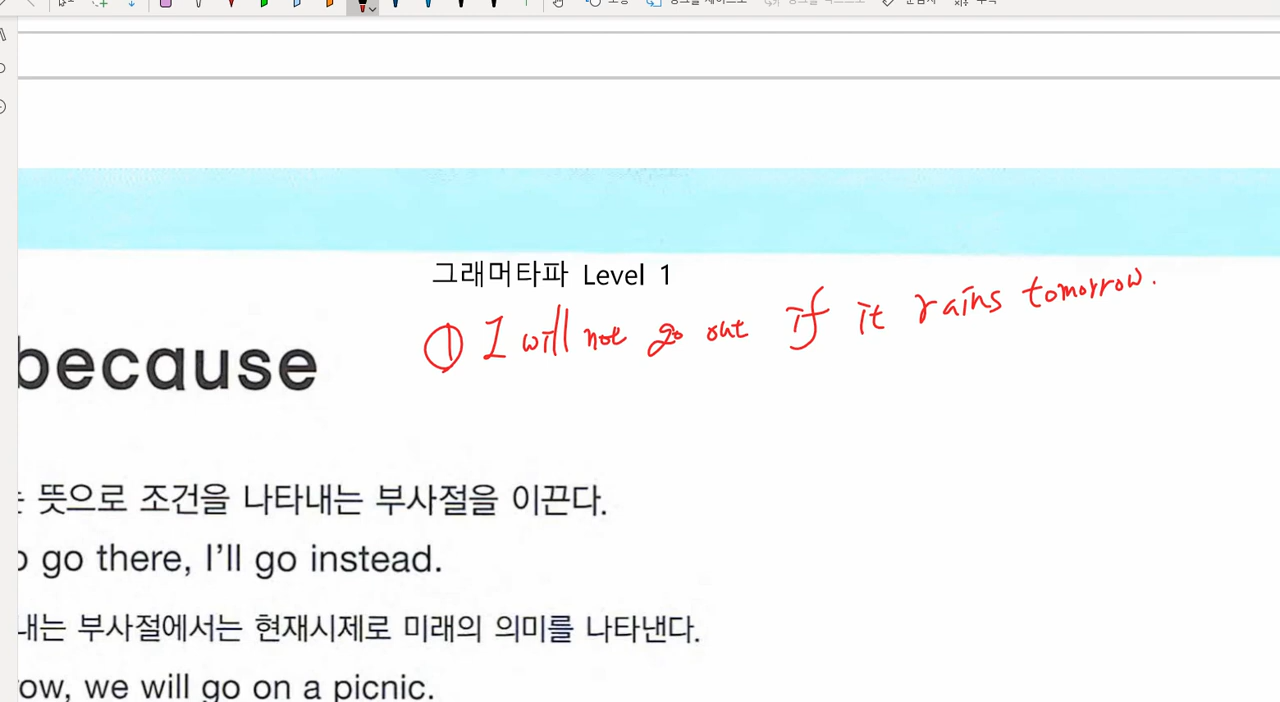 그래머타파 Level 1
① I will not go out if it rains tomorrow.
because
뜻으로 조건을 나타내는 부사절을 이끈다.
go there, I'll go instead.
내는 부사절에서는 현재시제로 미래의 의미를 나타낸다.
ow, we will go on a picnic.